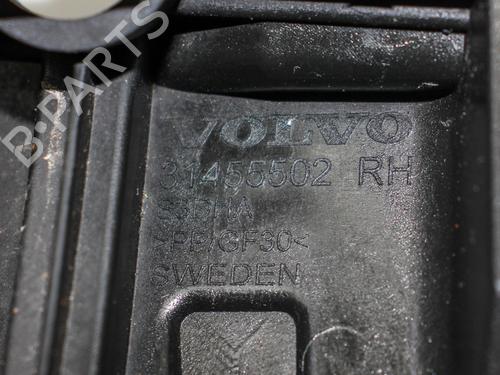 B-PARTS
VOLVO
31455502 RH
>PP/GF30<
SWEDEN